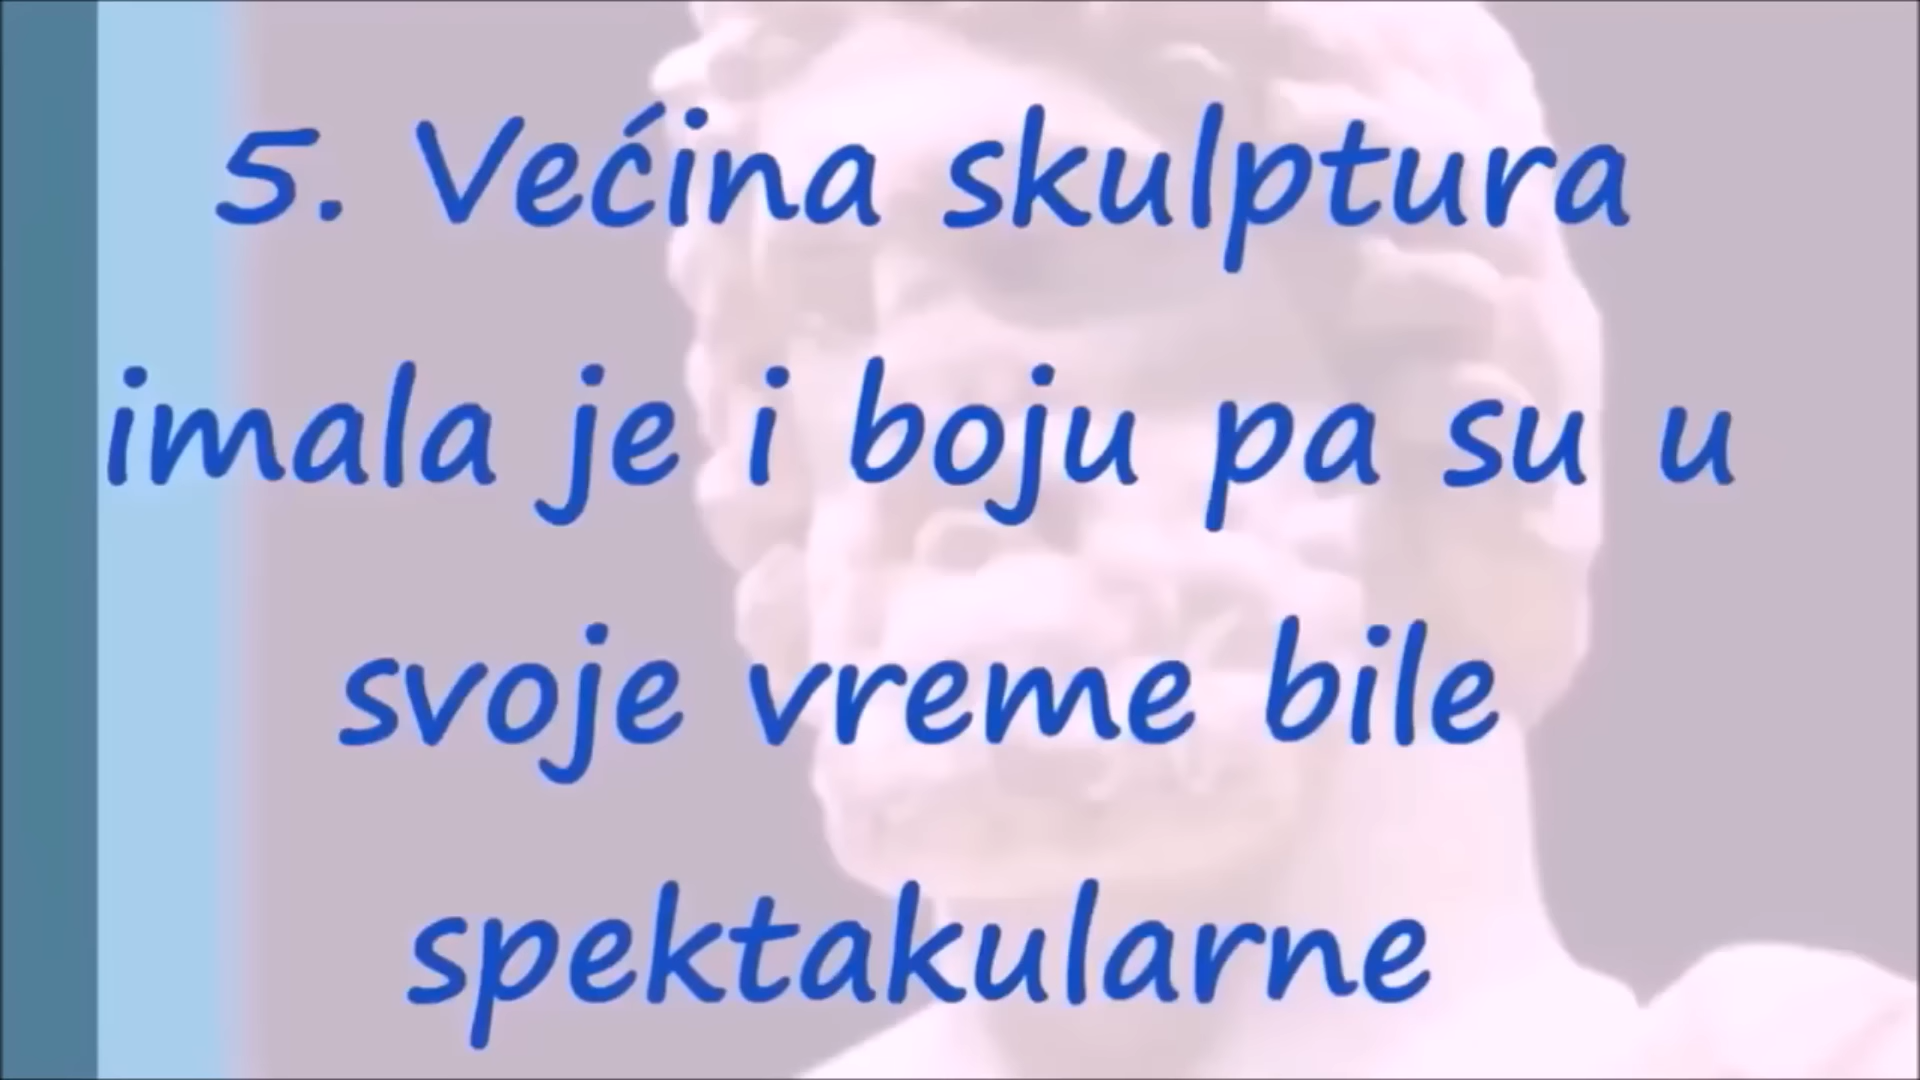 5. Većina skulptura
imala je i boju pa su u
svoje vreme bile
spektakularne